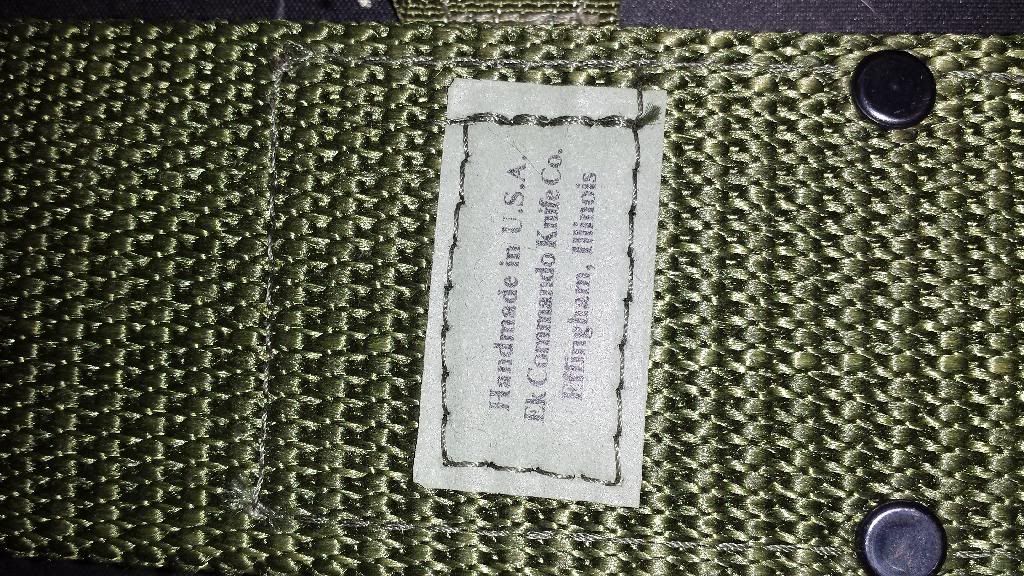 Handmade in U.S.A.
Ek Commando Knife Co.
Effingham, Illinois